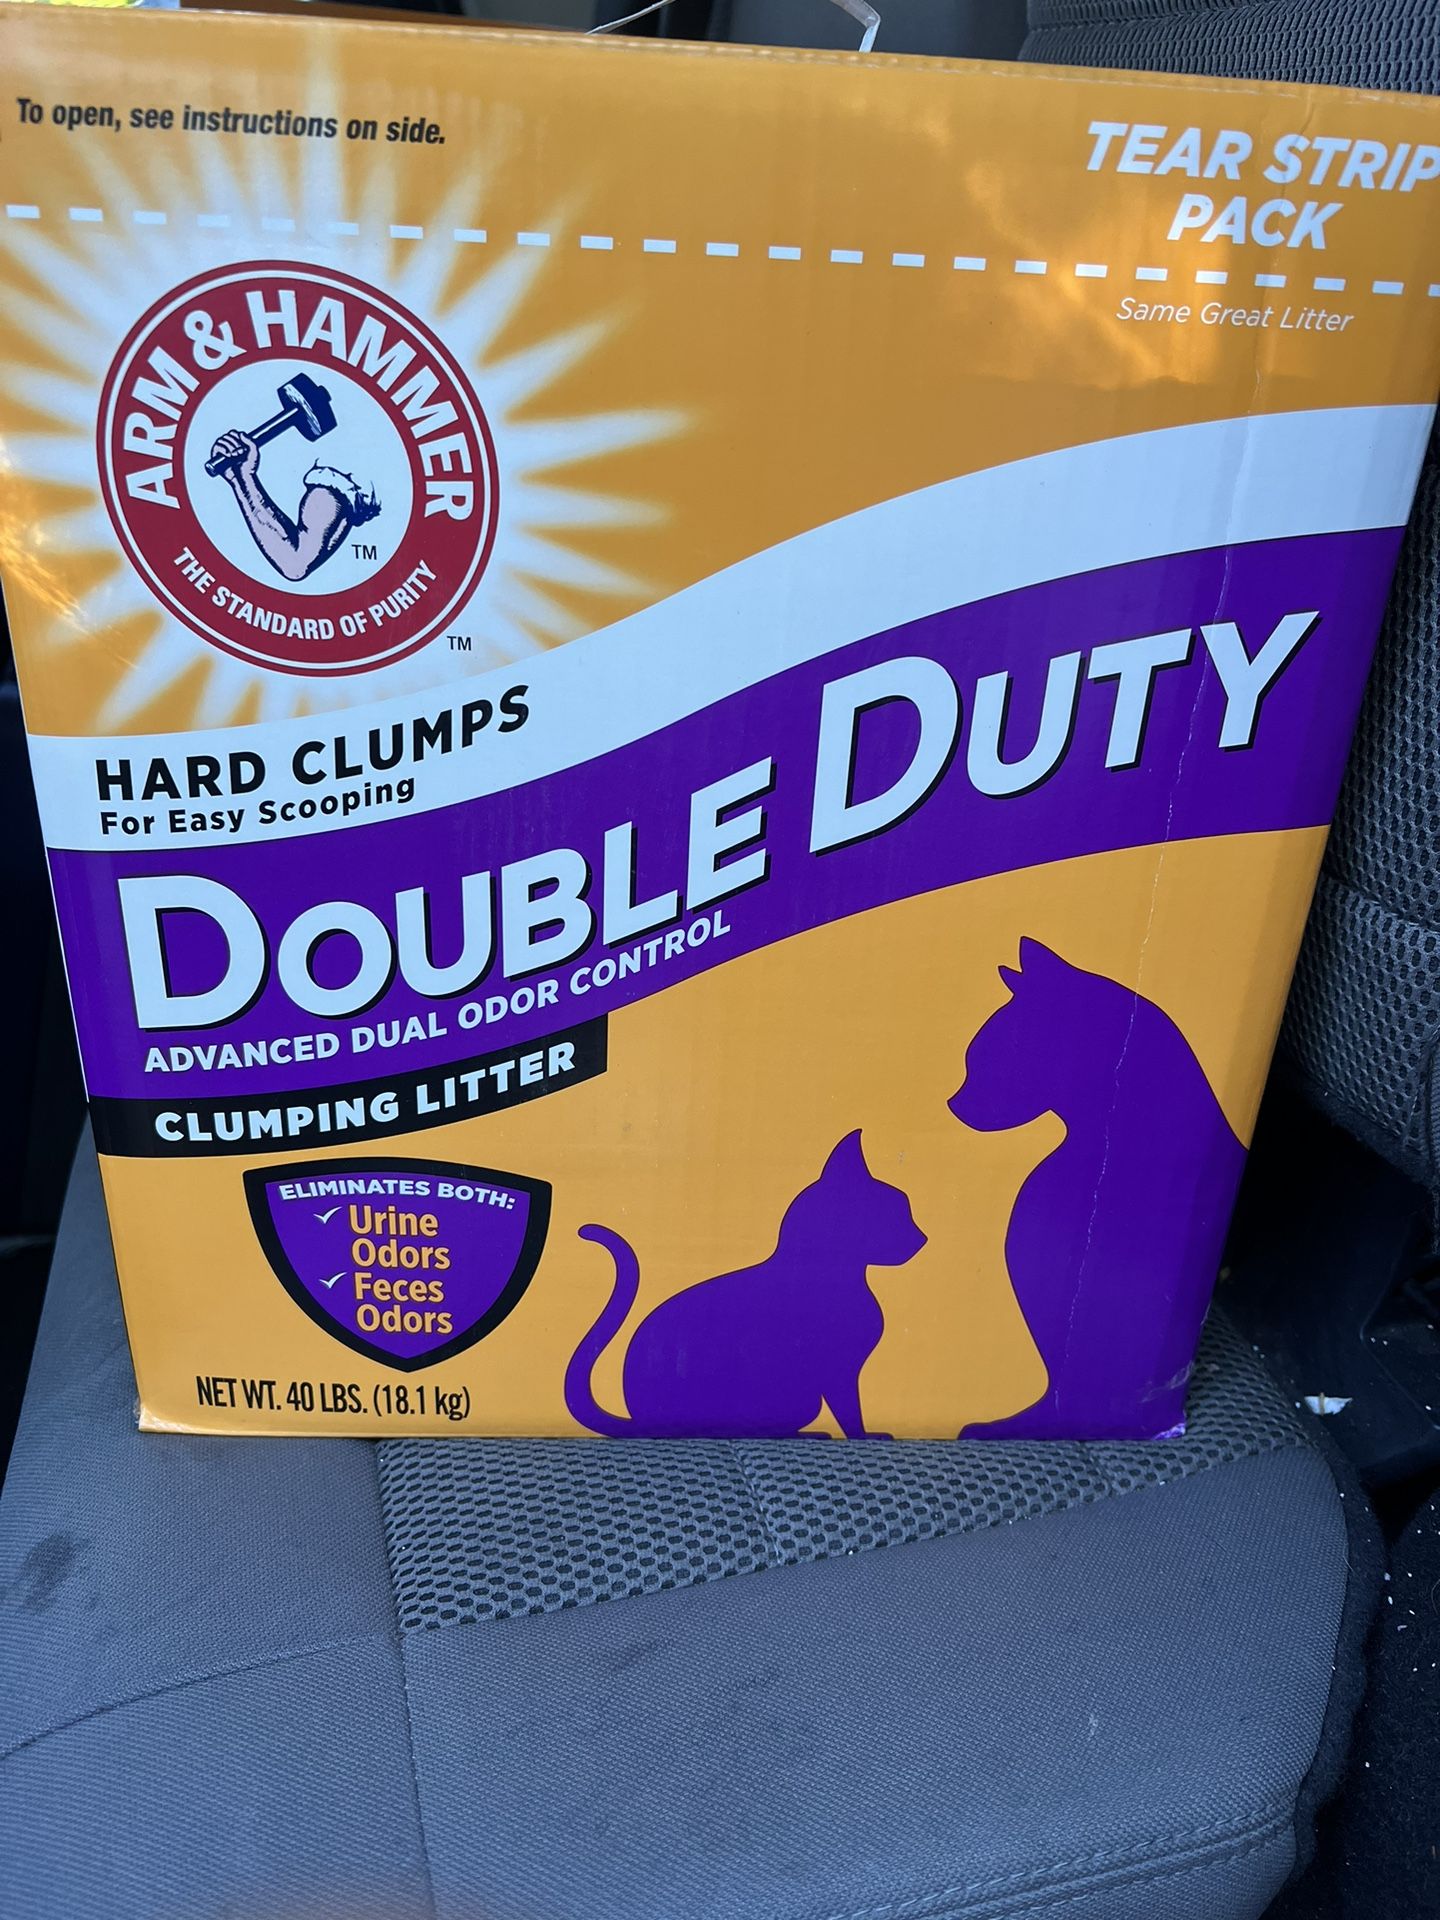 To open, see instructions on side.
TEAR STRIP
PACK
Same Great Litter
ARM & HAMMER
TM
THE STANDARD OF PURITY
TM
HARD CLUMPS
For Easy Scooping
DOUBLE DUTY
ADVANCED DUAL ODOR CONTROL
CLUMPING LITTER
ELIMINATES BOTH:
✓ Urine
Odors
✓ Feces
Odors
NET WT. 40 LBS. (18.1 kg)